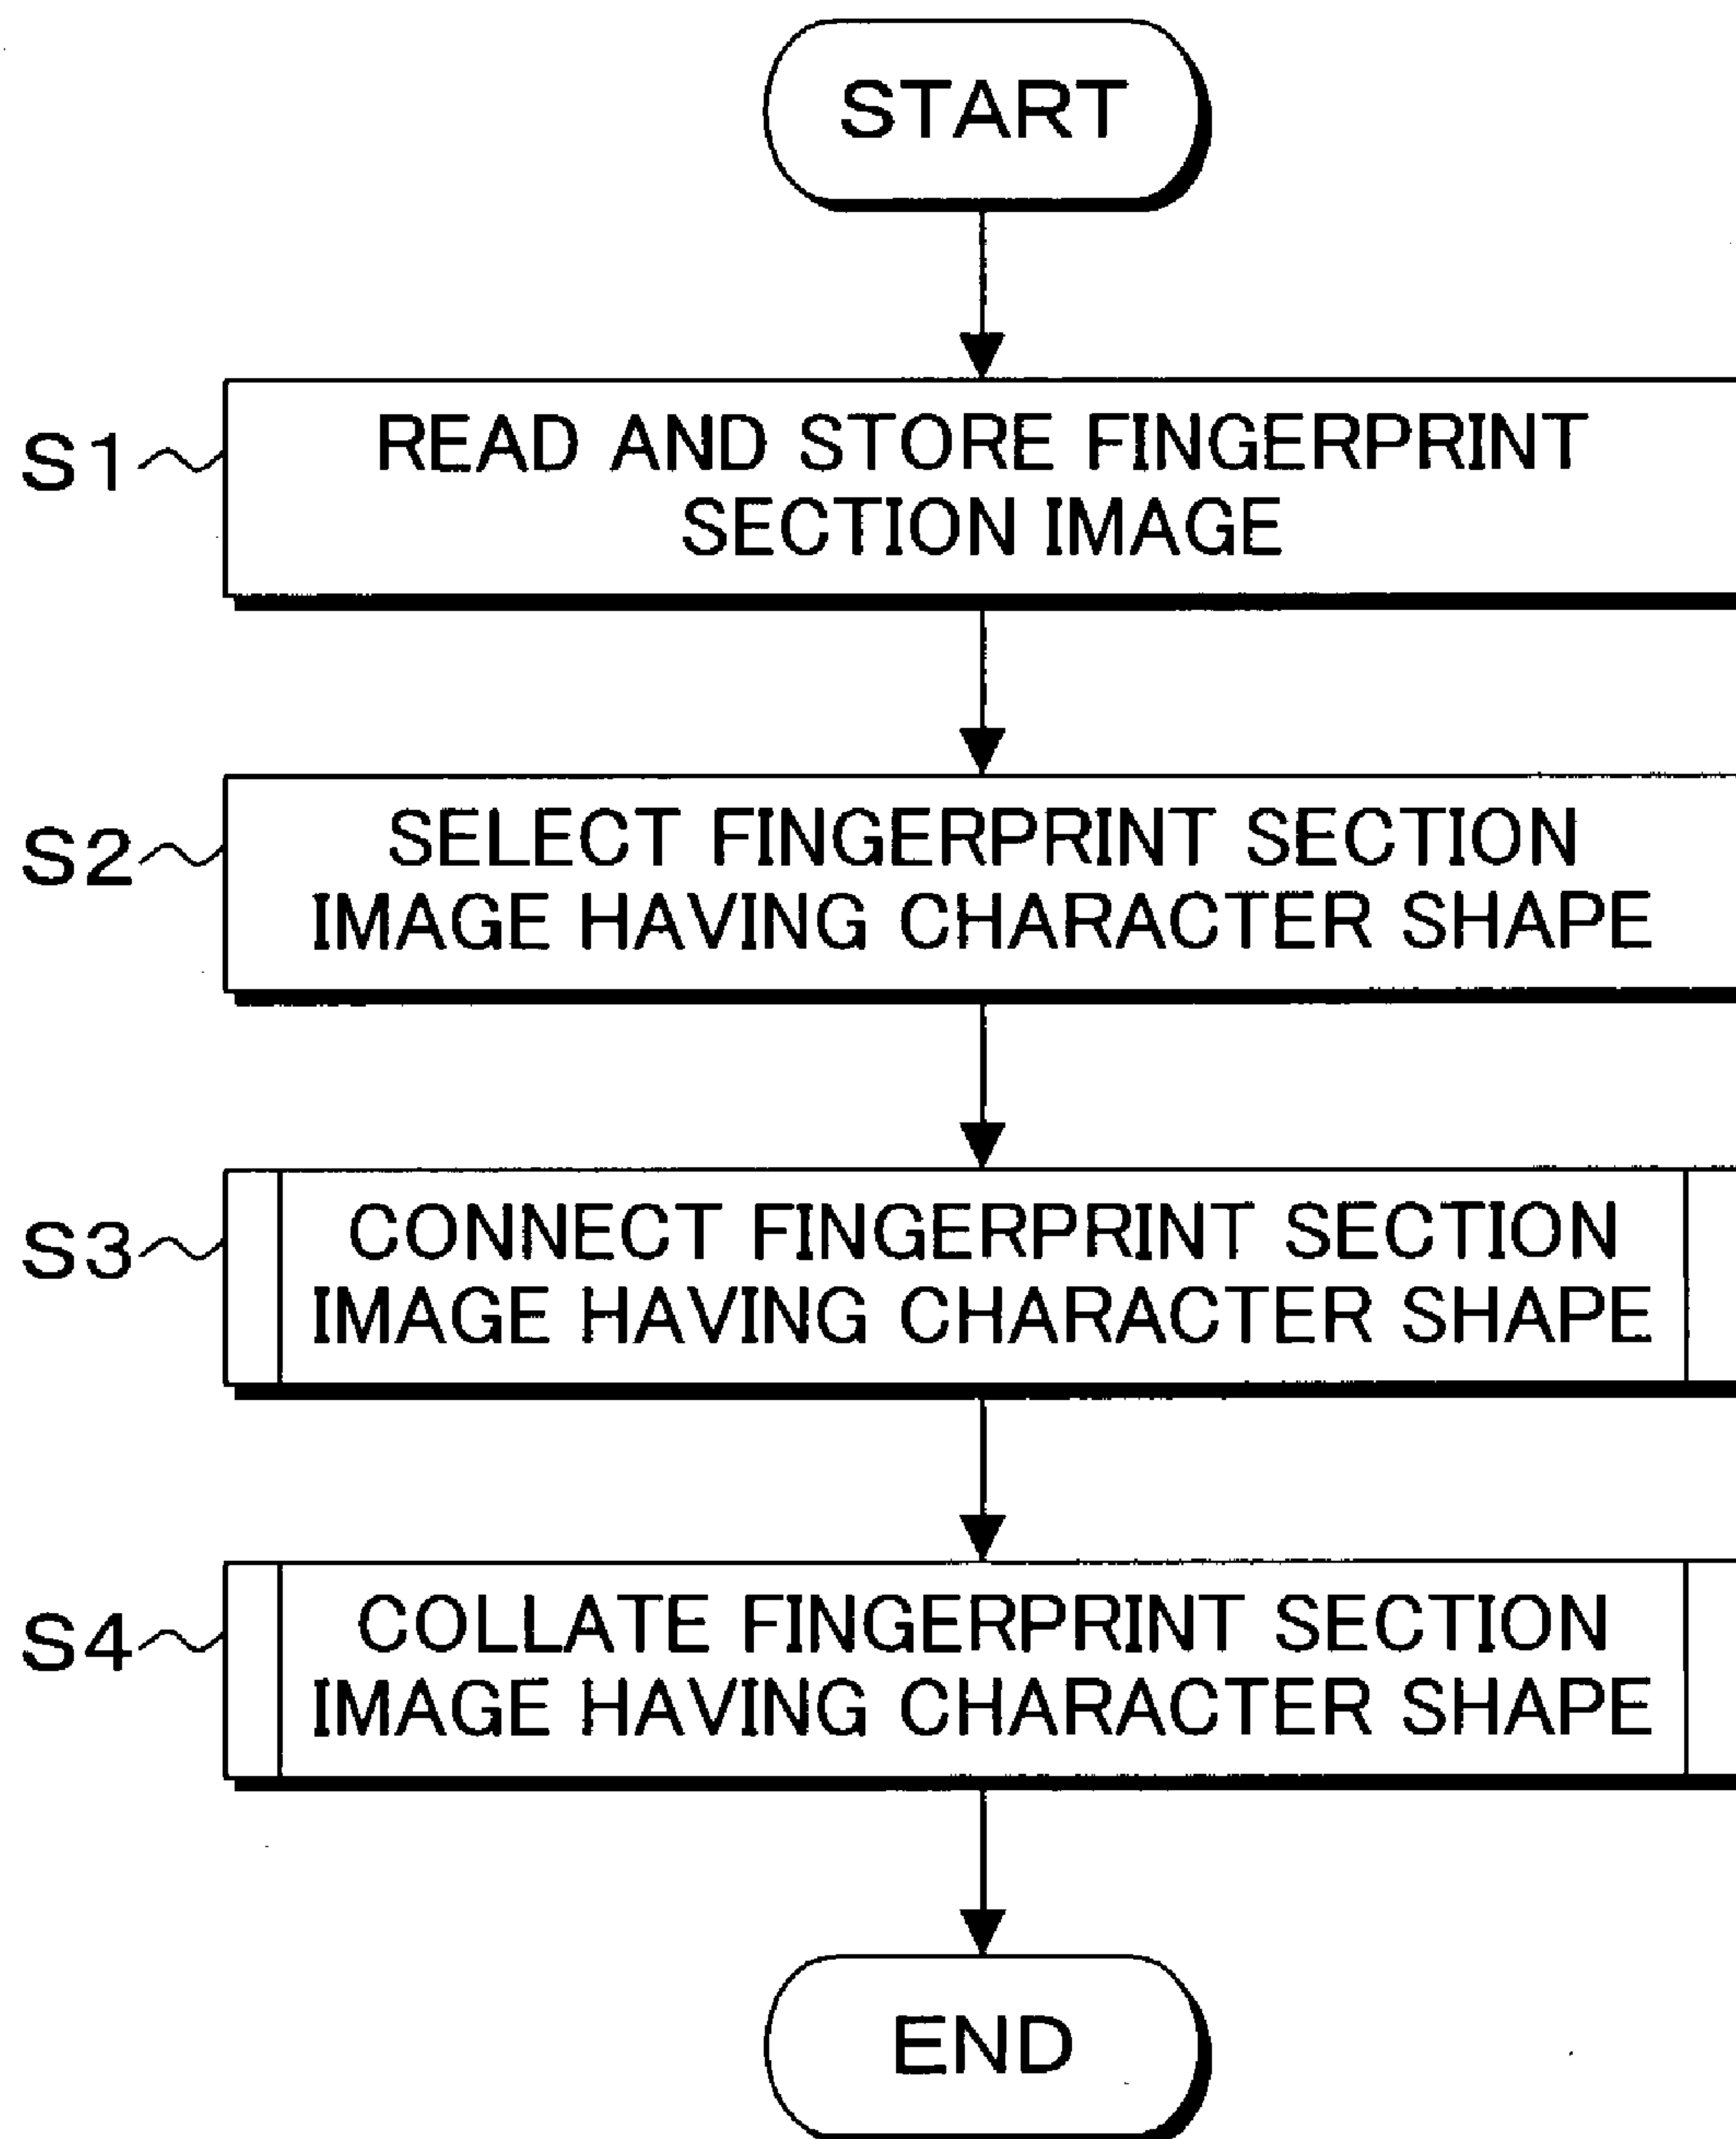 START
S1
READ AND STORE FINGERPRINT
SECTION IMAGE
S2
SELECT FINGERPRINT SECTION
IMAGE HAVING CHARACTER SHAPE
S3
CONNECT FINGERPRINT SECTION
IMAGE HAVING CHARACTER SHAPE
S4
COLLATE FINGERPRINT SECTION
IMAGE HAVING CHARACTER SHAPE
END